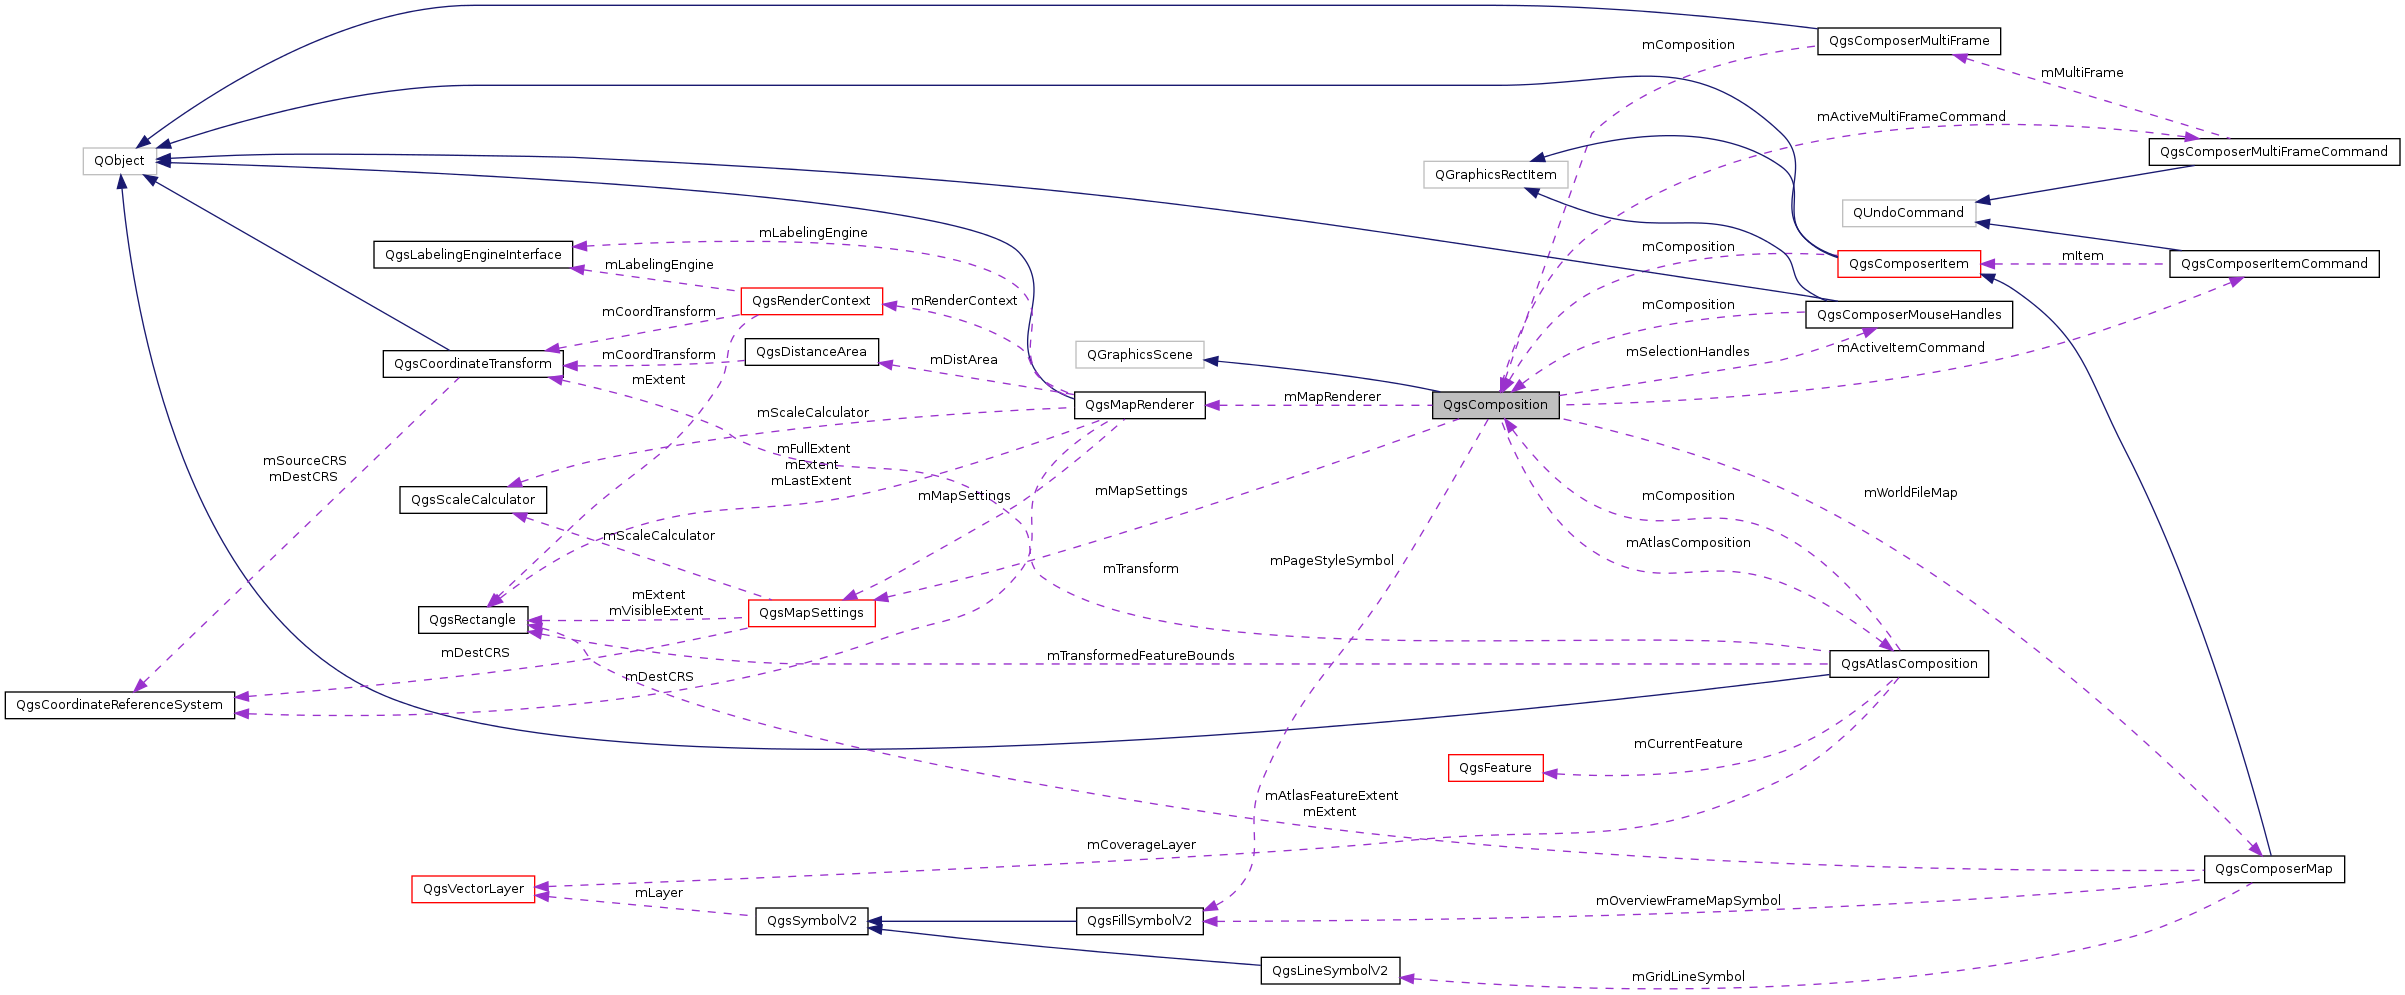 QgsComposerMultiFrame
mComposition
mMultiFrame
mActiveMultiFrameCommand
QgsComposerMultiFrameCommand
QObject
QGraphicsRectItem
QUndoCommand
mLabelingEngine
mComposition
QgsLabelingEngineInterface
mItem
mLabelingEngine
QgsComposerItem
QgsComposerItemCommand
QgsRenderContext
mRenderContext
mComposition
mCoordTransform
QgsComposerMouseHandles
QgsDistanceArea
mCoordTransform
QGraphicsScene
mSelectionHandles
mActiveItemCommand
mDistArea
QgsCoordinateTransform
mExtent
mMapRenderer
QgsMapRenderer
QgsComposition
mScaleCalculator
mFullExtent
mExtent
mLastExtent
mSourceCRS
mDestCRS
mMapSettings
mMapSettings
mWorldFileMap
mComposition
QgsScaleCalculator
mScaleCalculator
mAtlasComposition
mPageStyleSymbol
mTransform
mExtent
mVisibleExtent
QgsMapSettings
QgsRectangle
mDestCRS
mTransformedFeatureBounds
QgsAtlasComposition
mDestCRS
QgsCoordinateReferenceSystem
mCurrentFeature
QgsFeature
mAtlasFeatureExtent
mExtent
mCoverageLayer
QgsComposerMap
QgsVectorLayer
mLayer
mOverviewFrameMapSymbol
QgsSymbolV2
QgsFillSymbolV2
QgsLineSymbolV2
mGridLineSymbol